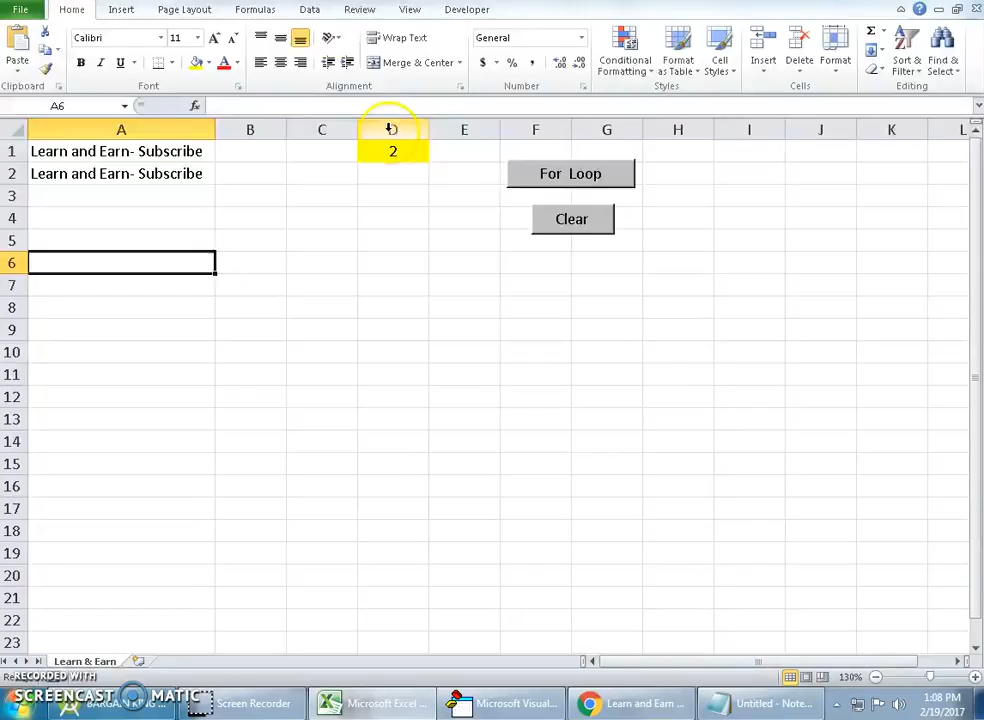 File Home Insert Page Layout Formulas Data Review View Developer
Calibri 11 A A Wrap Text General
Paste B I U Merge & Center $ % , Conditional Formatting Format as Table Cell Styles Insert Delete Format Sort & Filter Find & Select
Clipboard Font Alignment Number Styles Cells Editing
A6 fx
A B C D E F G H I J K L
1 Learn and Earn- Subscribe 2
2 Learn and Earn- Subscribe For Loop
3
4 Clear
5
6
7
8
9
10
11
12
13
14
15
16
17
18
19
20
21
22
23
Learn & Earn
RECORDED WITH 130%
SCREENCAST MATIC
BARGAIN KING ... Screen Recorder Microsoft Excel ... Microsoft Visual... Learn and Earn ... Untitled - Note... 1:08 PM
2/19/2017